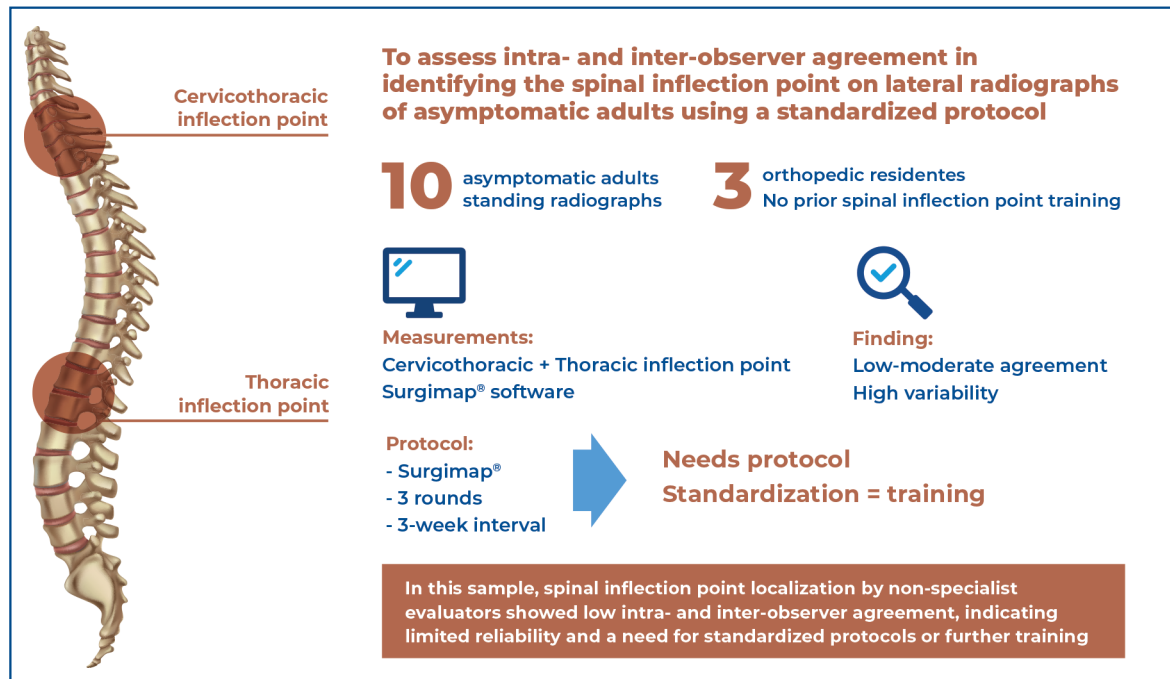 Cervicothoracic
inflection point
Thoracic
inflection point
To assess intra- and inter-observer agreement in
identifying the spinal inflection point on lateral radiographs
of asymptomatic adults using a standardized protocol
10 asymptomatic adults
standing radiographs
3 orthopedic residentes
No prior spinal inflection point training
Measurements:
Cervicothoracic + Thoracic inflection point
Surgimap® software
Finding:
Low-moderate agreement
High variability
Protocol:
- Surgimap®
- 3 rounds
- 3-week interval
Needs protocol
Standardization = training
In this sample, spinal inflection point localization by non-specialist
evaluators showed low intra- and inter-observer agreement, indicating
limited reliability and a need for standardized protocols or further training